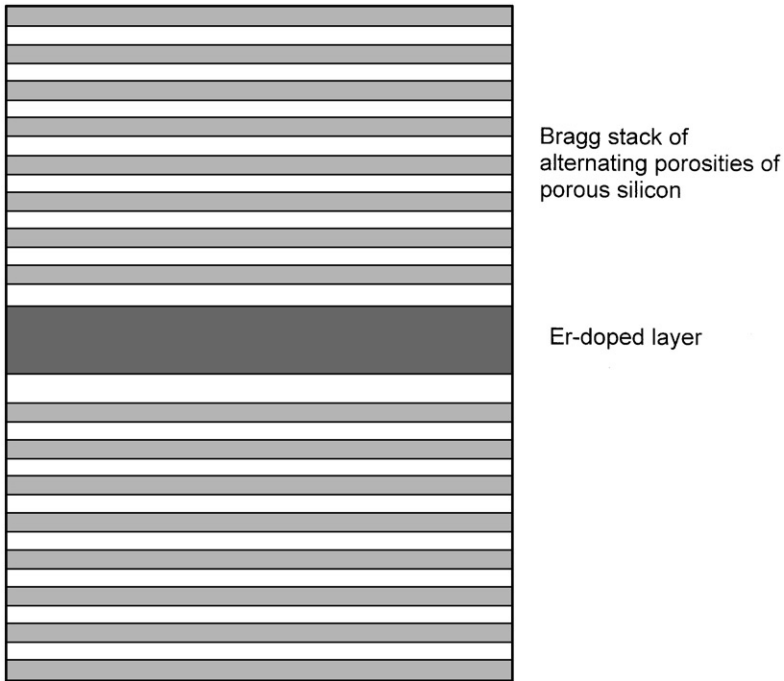 Bragg stack of
alternating porosities of
porous silicon
Er-doped layer